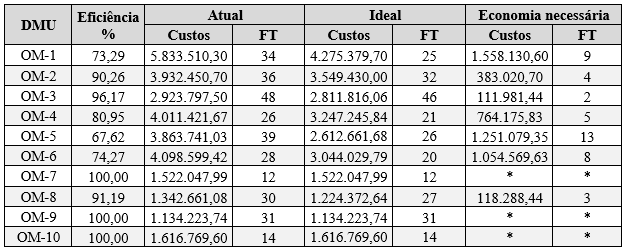 DMU Eficiência % Atual Ideal Economia necessária
Custos FT Custos FT Custos FT
OM-1 73,29 5.833.510,30 34 4.275.379,70 25 1.558.130,60 9
OM-2 90,26 3.932.450,70 36 3.549.430,00 32 383.020,70 4
OM-3 96,17 2.923.797,50 48 2.811.816,06 46 111.981,44 2
OM-4 80,95 4.011.421,67 26 3.247.245,84 21 764.175,83 5
OM-5 67,62 3.863.741,03 39 2.612.661,68 26 1.251.079,35 13
OM-6 74,27 4.098.599,42 28 3.044.029,79 20 1.054.569,63 8
OM-7 100,00 1.522.047,99 12 1.522.047,99 12 * *
OM-8 91,19 1.342.661,08 30 1.224.372,64 27 118.288,44 3
OM-9 100,00 1.134.223,74 31 1.134.223,74 31 * *
OM-10 100,00 1.616.769,60 14 1.616.769,60 14 * *